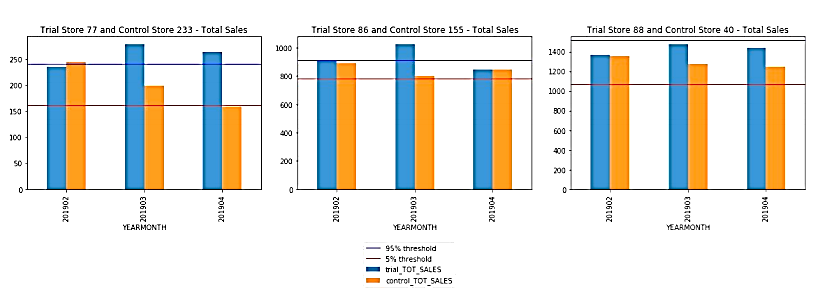 Trial Store 77 and Control Store 233 - Total Sales
250
200
150
100
50
0
201902
201903
201904
YEARMONTH
Trial Store 86 and Control Store 155 - Total Sales
1000
800
600
400
200
0
201902
201903
201904
YEARMONTH
Trial Store 88 and Control Store 40 - Total Sales
1400
1200
1000
800
600
400
200
0
201902
201903
201904
YEARMONTH
95% threshold
5% threshold
trial_TOT_SALES
control_TOT_SALES